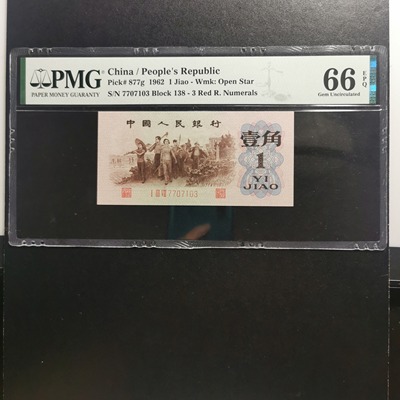 PMG
PAPER MONEY GUARANTY
China / People's Republic
Pick# 877g 1962 1 Jiao - Wmk: Open Star
S/N 7707103 Block 138 - 3 Red R. Numerals
66 EPQ
Gem Uncirculated
中國人民銀行
壹角
1
YI
JIAO
7707103